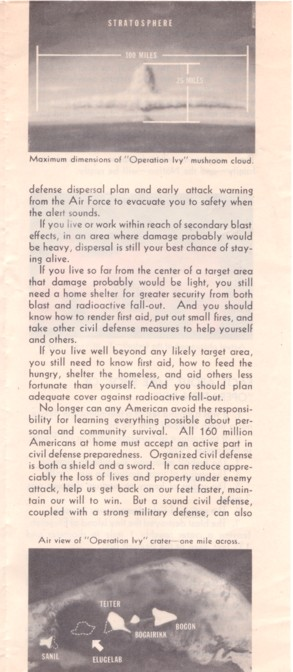 STRATOSPHERE
100 MILES
25 MILES
Maximum dimensions of "Operation Ivy" mushroom cloud.
defense dispersal plan and early attack warning
from the Air Force to evacuate you to safety when
the alert sounds.
If you live or work within reach of secondary blast
effects, in an area where damage probably would
be heavy, dispersal is still your best chance of stay-
ing alive.
If you live so far from the center of a target area
that damage probably would be light, you still
need a home shelter for greater security from both
blast and radioactive fall-out. And you should
know how to render first aid, put out small fires, and
take other civil defense measures to help yourself
and others.
If you live well beyond any likely target area,
you still need to know first aid, how to feed the
hungry, shelter the homeless, and aid others less
fortunate than yourself. And you should plan
adequate cover against radioactive fall-out.
No longer can any American avoid the responsi-
bility for learning everything possible about per-
sonal and community survival. All 160 million
Americans at home must accept an active part in
civil defense preparedness. Organized civil defense
is both a shield and a sword. It can reduce appre-
ciably the loss of lives and property under enemy
attack, help us get back on our feet faster, main-
tain our will to win. But a sound civil defense,
coupled with a strong military defense, can also
Air view of "Operation Ivy" crater—one mile across.
TEITER
BOGAIRIKK
BOGON
SANIL
ELUGELAB